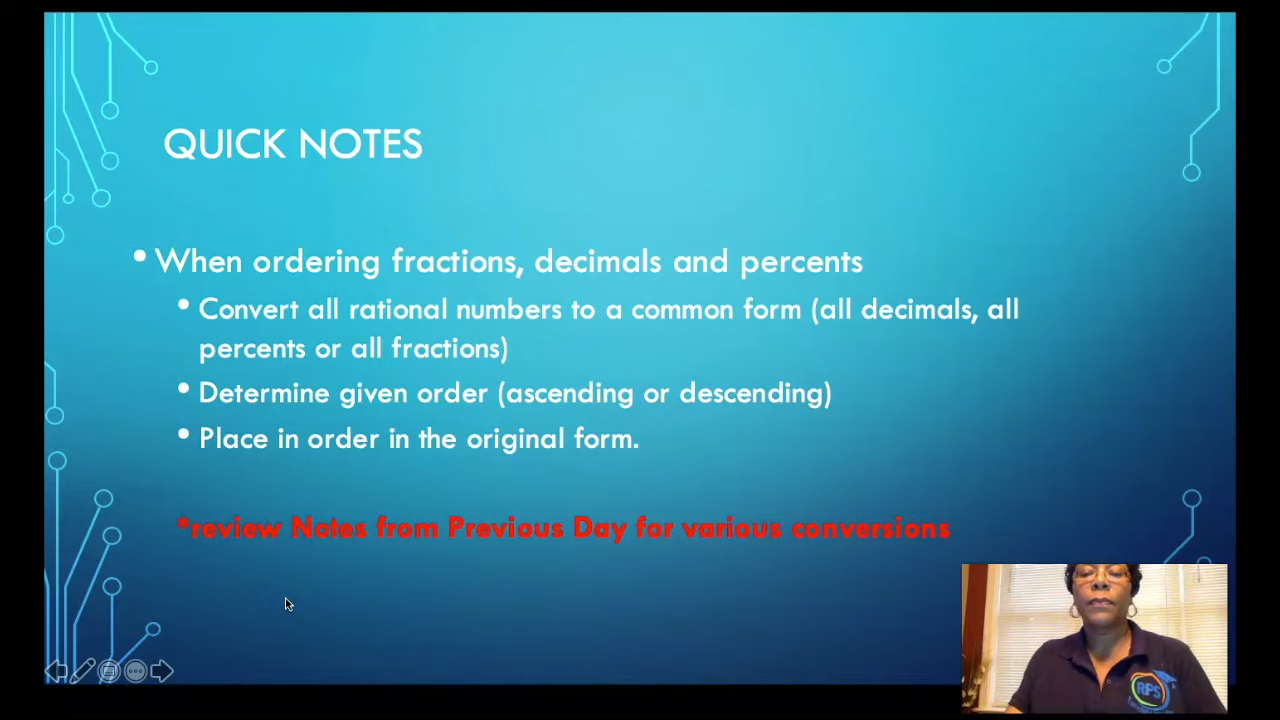 QUICK NOTES
• When ordering fractions, decimals and percents
• Convert all rational numbers to a common form (all decimals, all
percents or all fractions)
• Determine given order (ascending or descending)
• Place in order in the original form.
*review Notes from Previous Day for various conversions
RPS